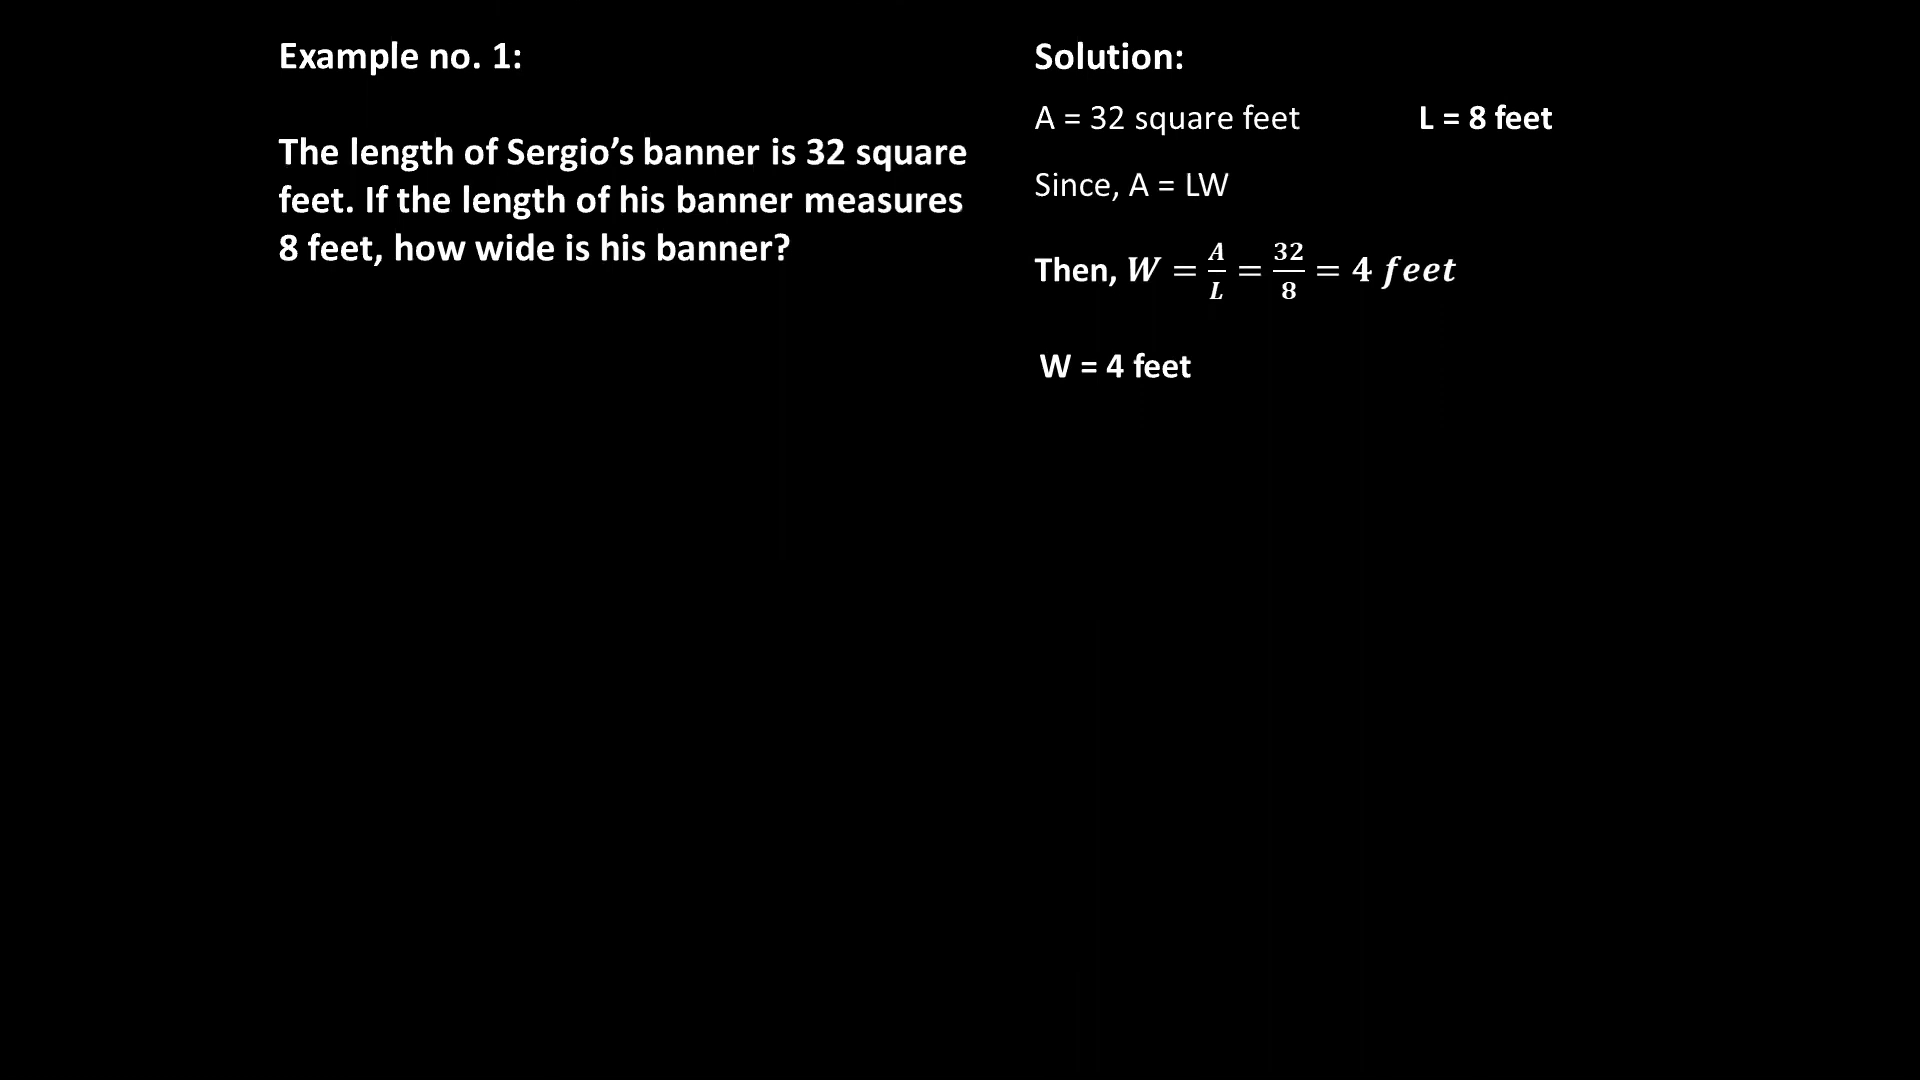 Example no. 1:
The length of Sergio’s banner is 32 square
feet. If the length of his banner measures
8 feet, how wide is his banner?
Solution:
A = 32 square feet L = 8 feet
Since, A = LW
Then, W = A/L = 32/8 = 4 feet
W = 4 feet